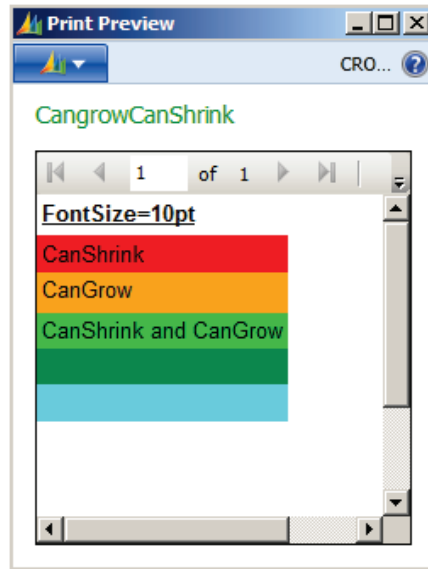 Print Preview
CRO...
CangrowCanShrink
1 of 1
FontSize=10pt
CanShrink
CanGrow
CanShrink and CanGrow